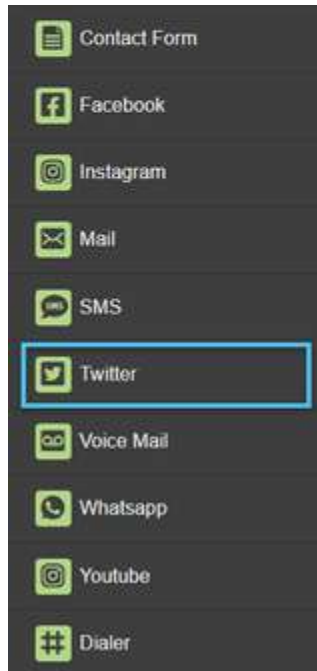 Contact Form
Facebook
Instagram
Mail
SMS
Twitter
Voice Mail
Whatsapp
Youtube
Dialer